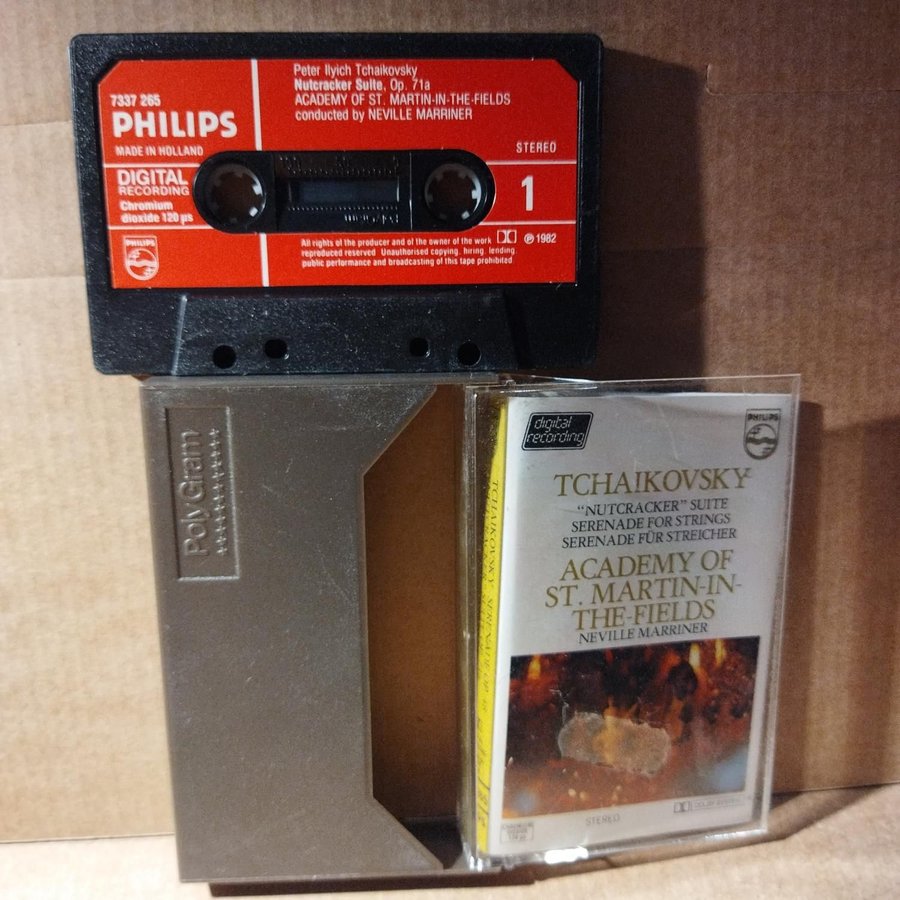 7337 265
PHILIPS
MADE IN HOLLAND
DIGITAL
RECORDING
Chromium
dioxide 120 µs
PHILIPS
Peter Ilyich Tchaikovsky
Nutcracker Suite, Op. 71a
ACADEMY OF ST. MARTIN-IN-THE-FIELDS
conducted by NEVILLE MARRINER
STEREO
1
All rights of the producer and of the owner of the work
reproduced reserved Unauthorised copying, hiring, lending,
public performance and broadcasting of this tape prohibited
℗ 1982
PolyGram
digital
recording
PHILIPS
TCHAIKOVSKY
"NUTCRACKER" SUITE
SERENADE FOR STRINGS
SERENADE FÜR STREICHER
ACADEMY OF
ST. MARTIN-IN-
THE-FIELDS
NEVILLE MARRINER
STEREO